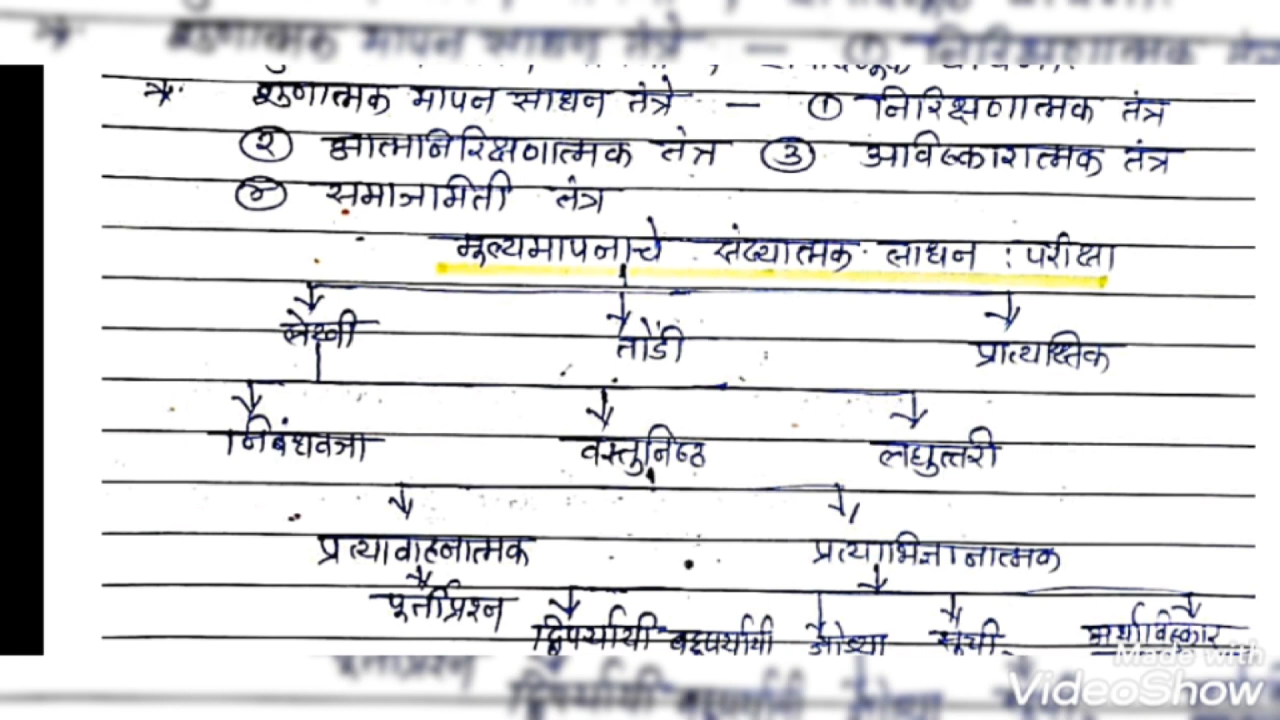 * गुणात्मक मापन साधन तंत्रे - ① निरिक्षणात्मक तंत्र
② आत्मनिरिक्षणात्मक तंत्र ③ आविष्कारात्मक तंत्र
④ समाजमिती तंत्र
मूल्यमापनाचे संख्यात्मक साधन : परीक्षा
लेखी तोंडी प्रात्यक्षिक
निबंधवजा वस्तुनिष्ठ लघुत्तरी
प्रत्यावाहनात्मक प्रत्याभिज्ञानात्मक
पूर्तीप्रश्न द्विपर्यायी बहुपर्यायी जोड्या सूची
Made with
VideoShow